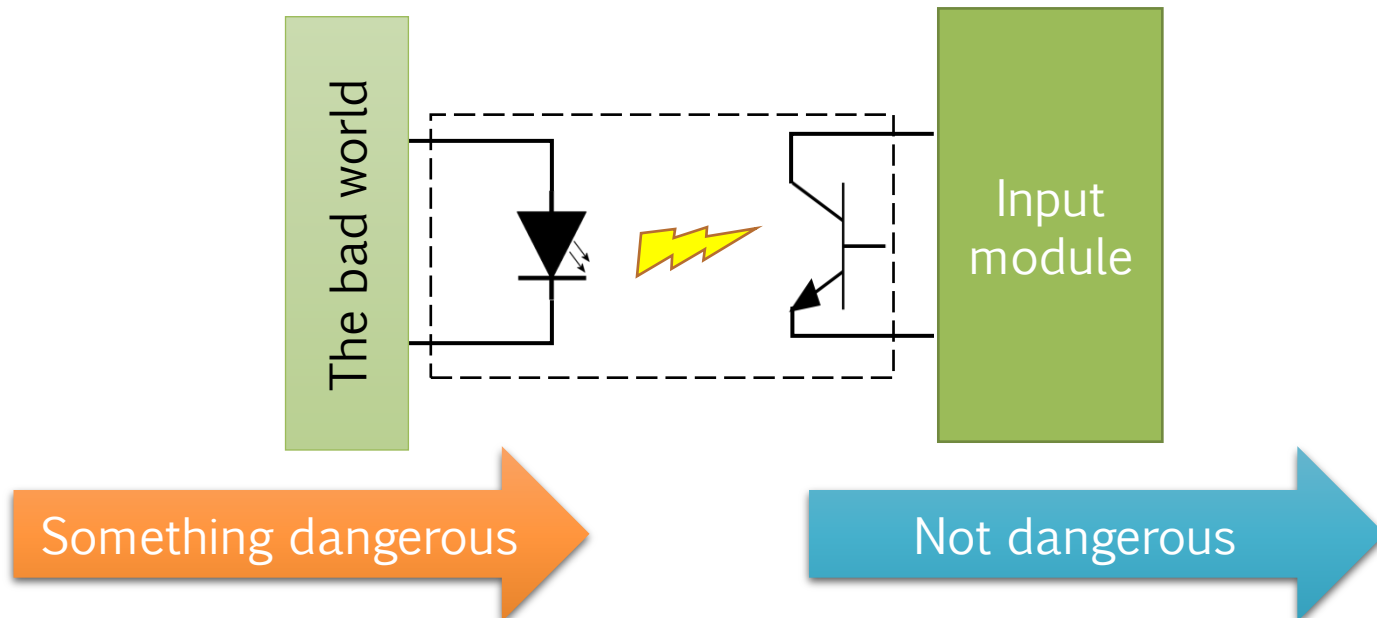 The bad world
Input
module
Something dangerous
Not dangerous